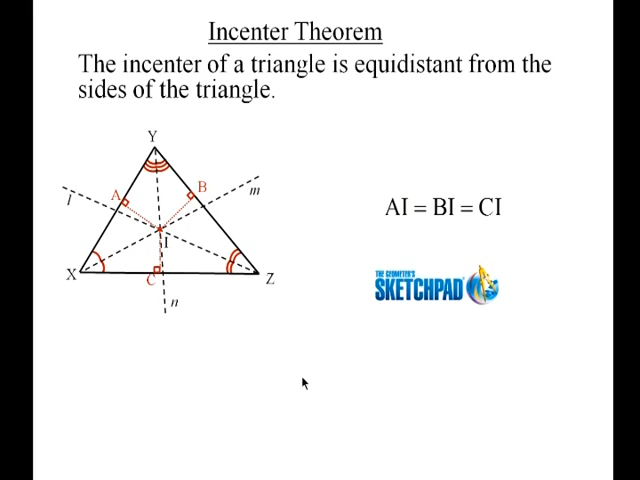 Incenter Theorem
The incenter of a triangle is equidistant from the
sides of the triangle.
Y
A
B
l
m
I
X
C
Z
n
AI = BI = CI
THE GEOMETER'S
SKETCHPAD